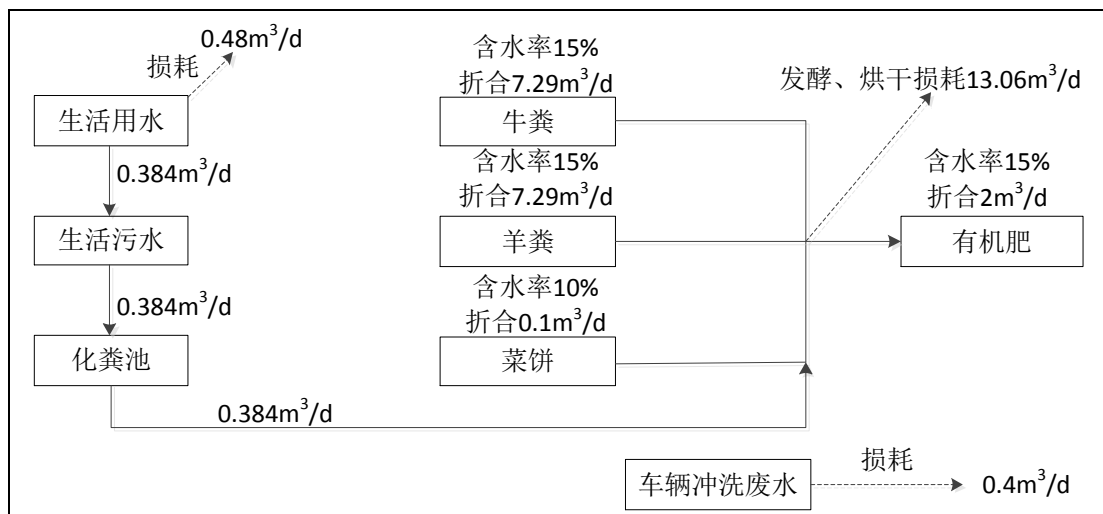 0.48m³/d
损耗
生活用水
0.384m³/d
生活污水
0.384m³/d
化粪池
0.384m³/d
含水率15%
折合7.29m³/d
牛粪
含水率15%
折合7.29m³/d
羊粪
含水率10%
折合0.1m³/d
菜饼
发酵、烘干损耗13.06m³/d
含水率15%
折合2m³/d
有机肥
车辆冲洗废水
损耗
0.4m³/d